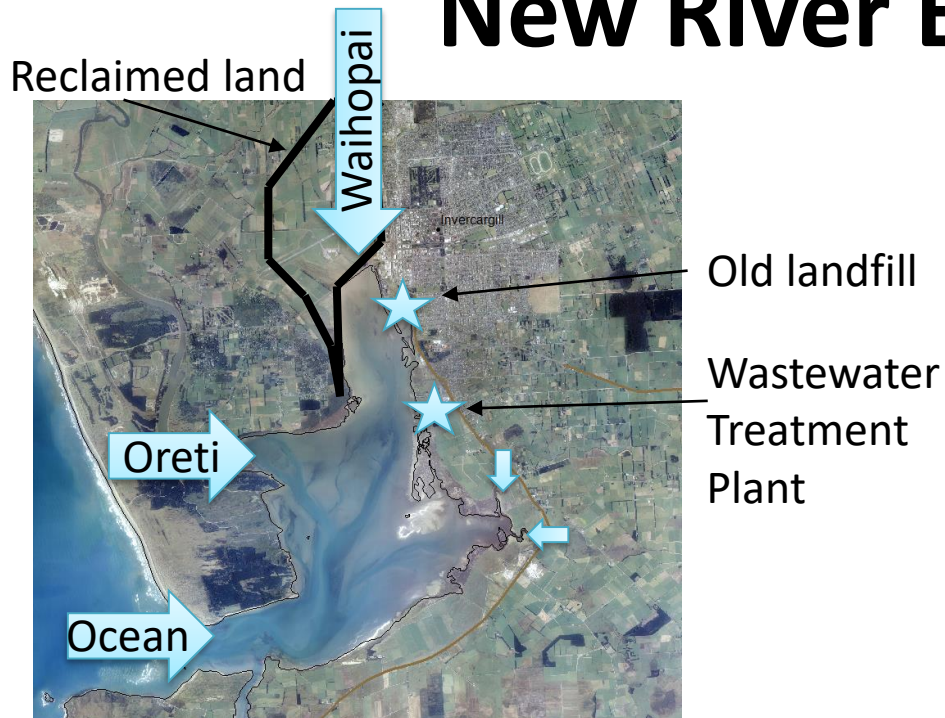 New River E
Reclaimed land
Waihopai
Invercargill
Old landfill
Wastewater
Treatment
Plant
Oreti
Ocean